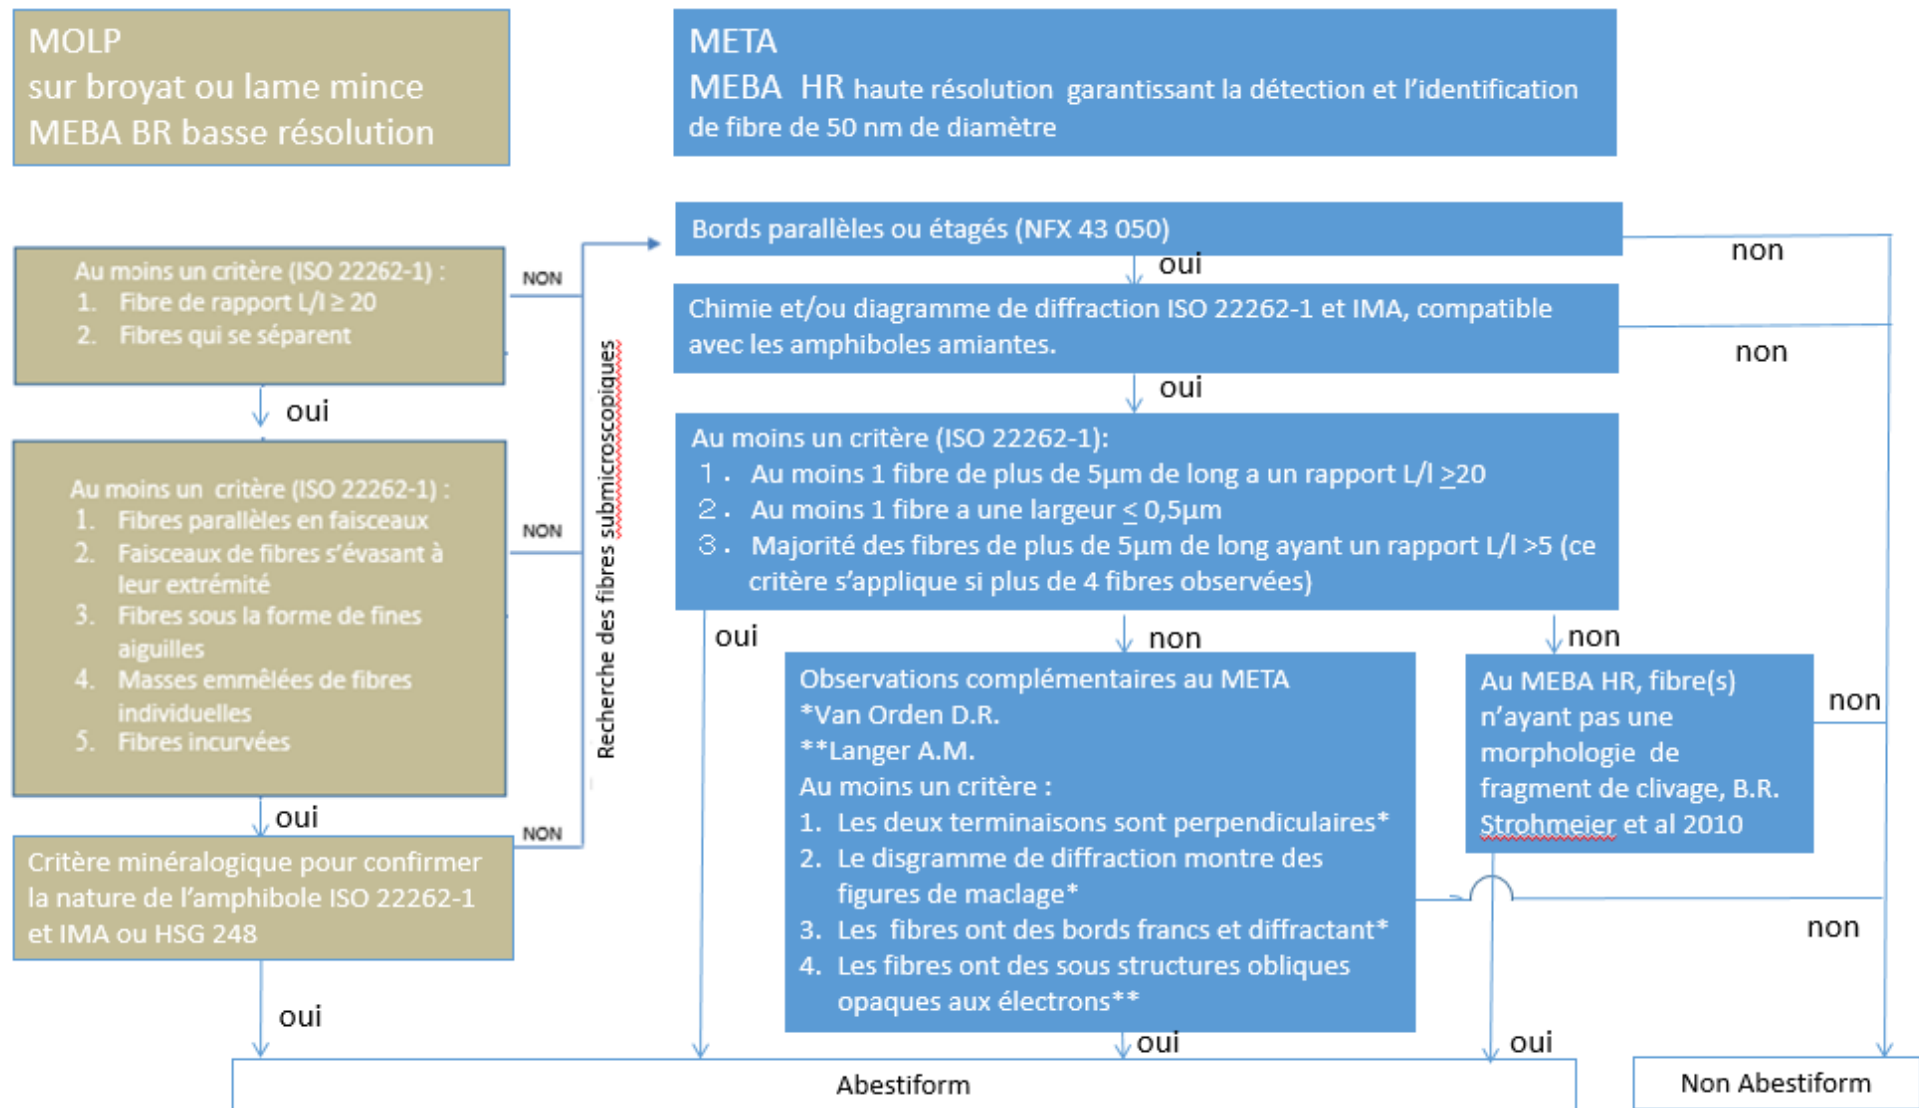 MOLP
sur broyat ou lame mince
MEBA BR basse résolution
META
MEBA HR haute résolution garantissant la détection et l'identification
de fibre de 50 nm de diamètre
Au moins un critère (ISO 22262-1) :
1. Fibre de rapport L/l ≥ 20
2. Fibres qui se séparent
NON
oui
Au moins un critère (ISO 22262-1) :
1. Fibres parallèles en faisceaux
2. Faisceaux de fibres s'évasant à
leur extrémité
3. Fibres sous la forme de fines
aiguilles
4. Masses emmêlées de fibres
individuelles
5. Fibres incurvées
NON
oui
Critère minéralogique pour confirmer
la nature de l'amphibole ISO 22262-1
et IMA ou HSG 248
NON
oui
Recherche des fibres submicroscopiques
Bords parallèles ou étagés (NFX 43 050)
non
oui
Chimie et/ou diagramme de diffraction ISO 22262-1 et IMA, compatible
avec les amphiboles amiantes.
non
oui
Au moins un critère (ISO 22262-1):
1. Au moins 1 fibre de plus de 5µm de long a un rapport L/l ≥20
2. Au moins 1 fibre a une largeur ≤ 0,5µm
3. Majorité des fibres de plus de 5µm de long ayant un rapport L/l >5 (ce
critère s'applique si plus de 4 fibres observées)
oui
non
non
Observations complémentaires au META
*Van Orden D.R.
**Langer A.M.
Au moins un critère :
1. Les deux terminaisons sont perpendiculaires*
2. Le disgramme de diffraction montre des
figures de maclage*
3. Les fibres ont des bords francs et diffractant*
4. Les fibres ont des sous structures obliques
opaques aux électrons**
non
oui
Au MEBA HR, fibre(s)
n'ayant pas une
morphologie de
fragment de clivage, B.R.
Strohmeier et al 2010
non
oui
Abestiform
Non Abestiform